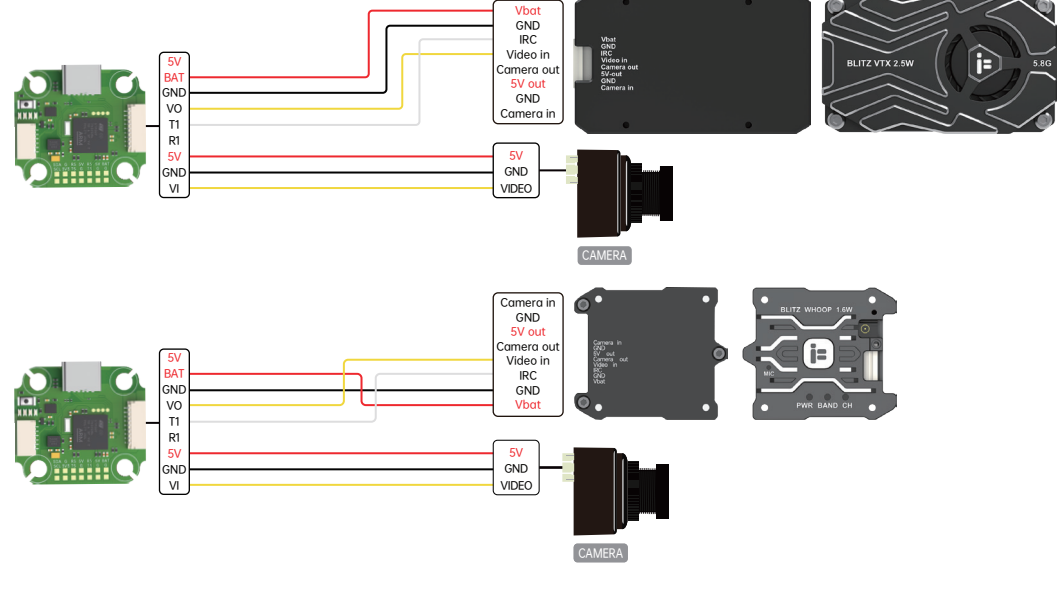 5V
BAT
GND
VO
T1
R1
5V
GND
VI
Vbat
GND
IRC
Video in
Camera out
5V out
GND
Camera in
Vbat
GND
IRC
Video in
Camera out
5V-out
GND
Camera in
BLITZ VTX 2.5W
5.8G
5V
GND
VIDEO
CAMERA
5V
BAT
GND
VO
T1
R1
5V
GND
VI
Camera in
GND
5V out
Camera out
Video in
IRC
GND
Vbat
Camera in
GND
5V out
Camera out
Video in
IRC
GND
Vbat
BLITZ WHOOP 1.6W
MIC
PWR BAND CH
5V
GND
VIDEO
CAMERA